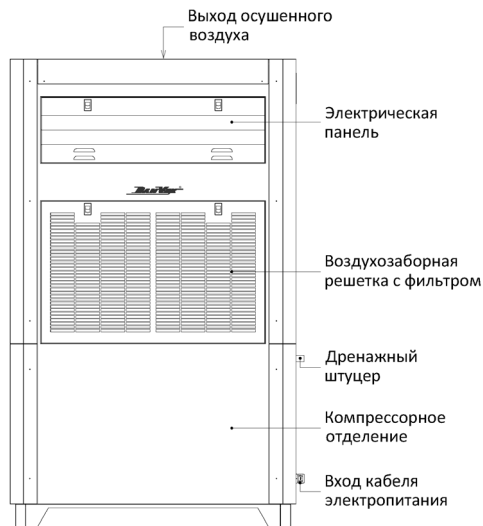 Выход осушенного
воздуха
Электрическая
панель
Воздухозаборная
решетка с фильтром
Дренажный
штуцер
Компрессорное
отделение
Вход кабеля
электропитания